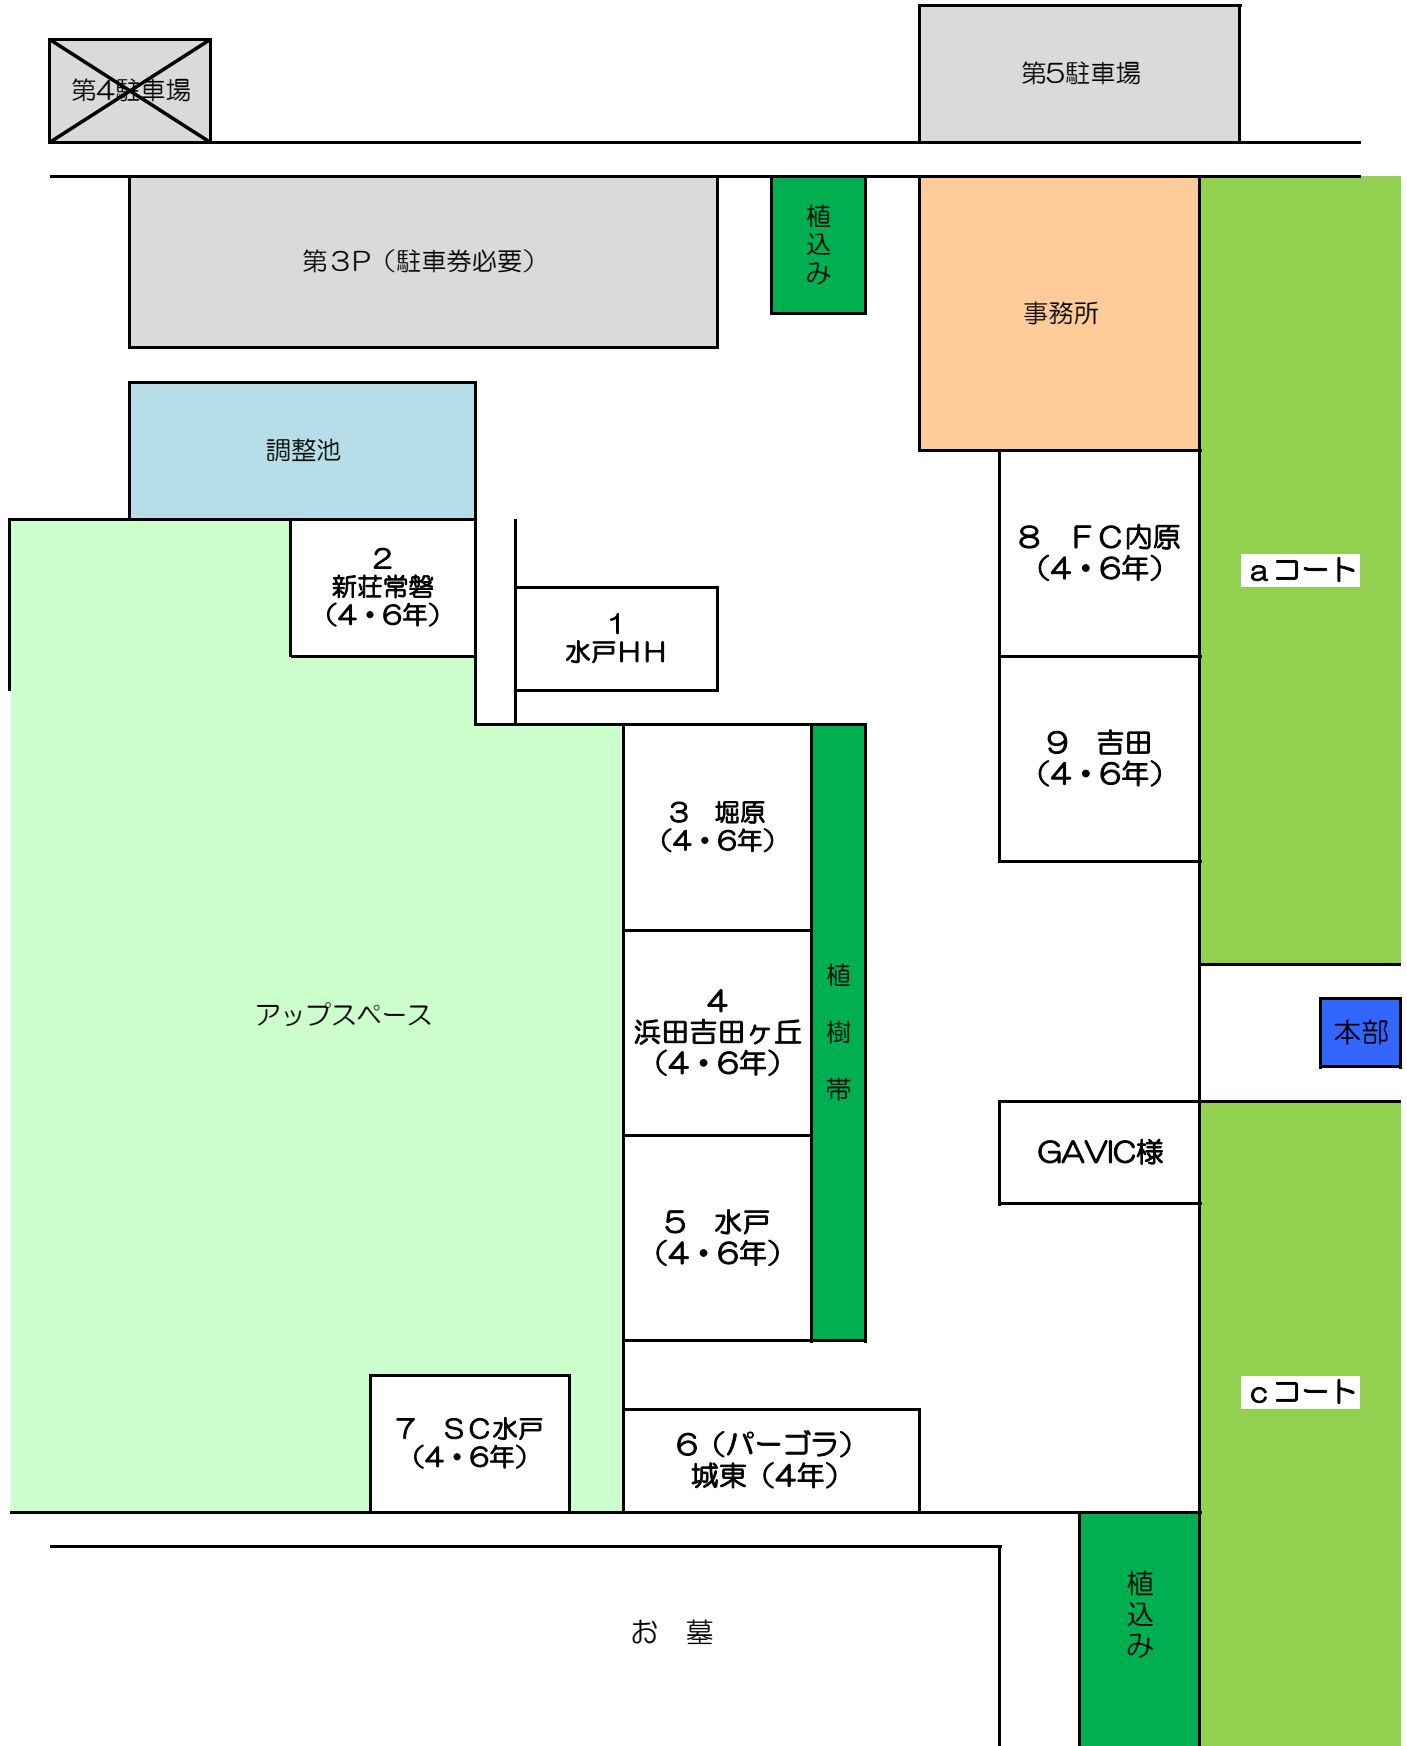 第4駐車場
第5駐車場
第３Ｐ（駐車券必要）
植込み
事務所
調整池
２
新荘常磐
（４・６年）
１
水戸ＨＨ
８　ＦＣ内原
（４・６年）
ａコート
９　吉田
（４・６年）
３　堀原
（４・６年）
アップスペース
４
浜田吉田ヶ丘
（４・６年）
植樹帯
本部
GAVIC様
５　水戸
（４・６年）
ｃコート
７　ＳＣ水戸
（４・６年）
６（パーゴラ）
城東（４年）
植込み
お　墓